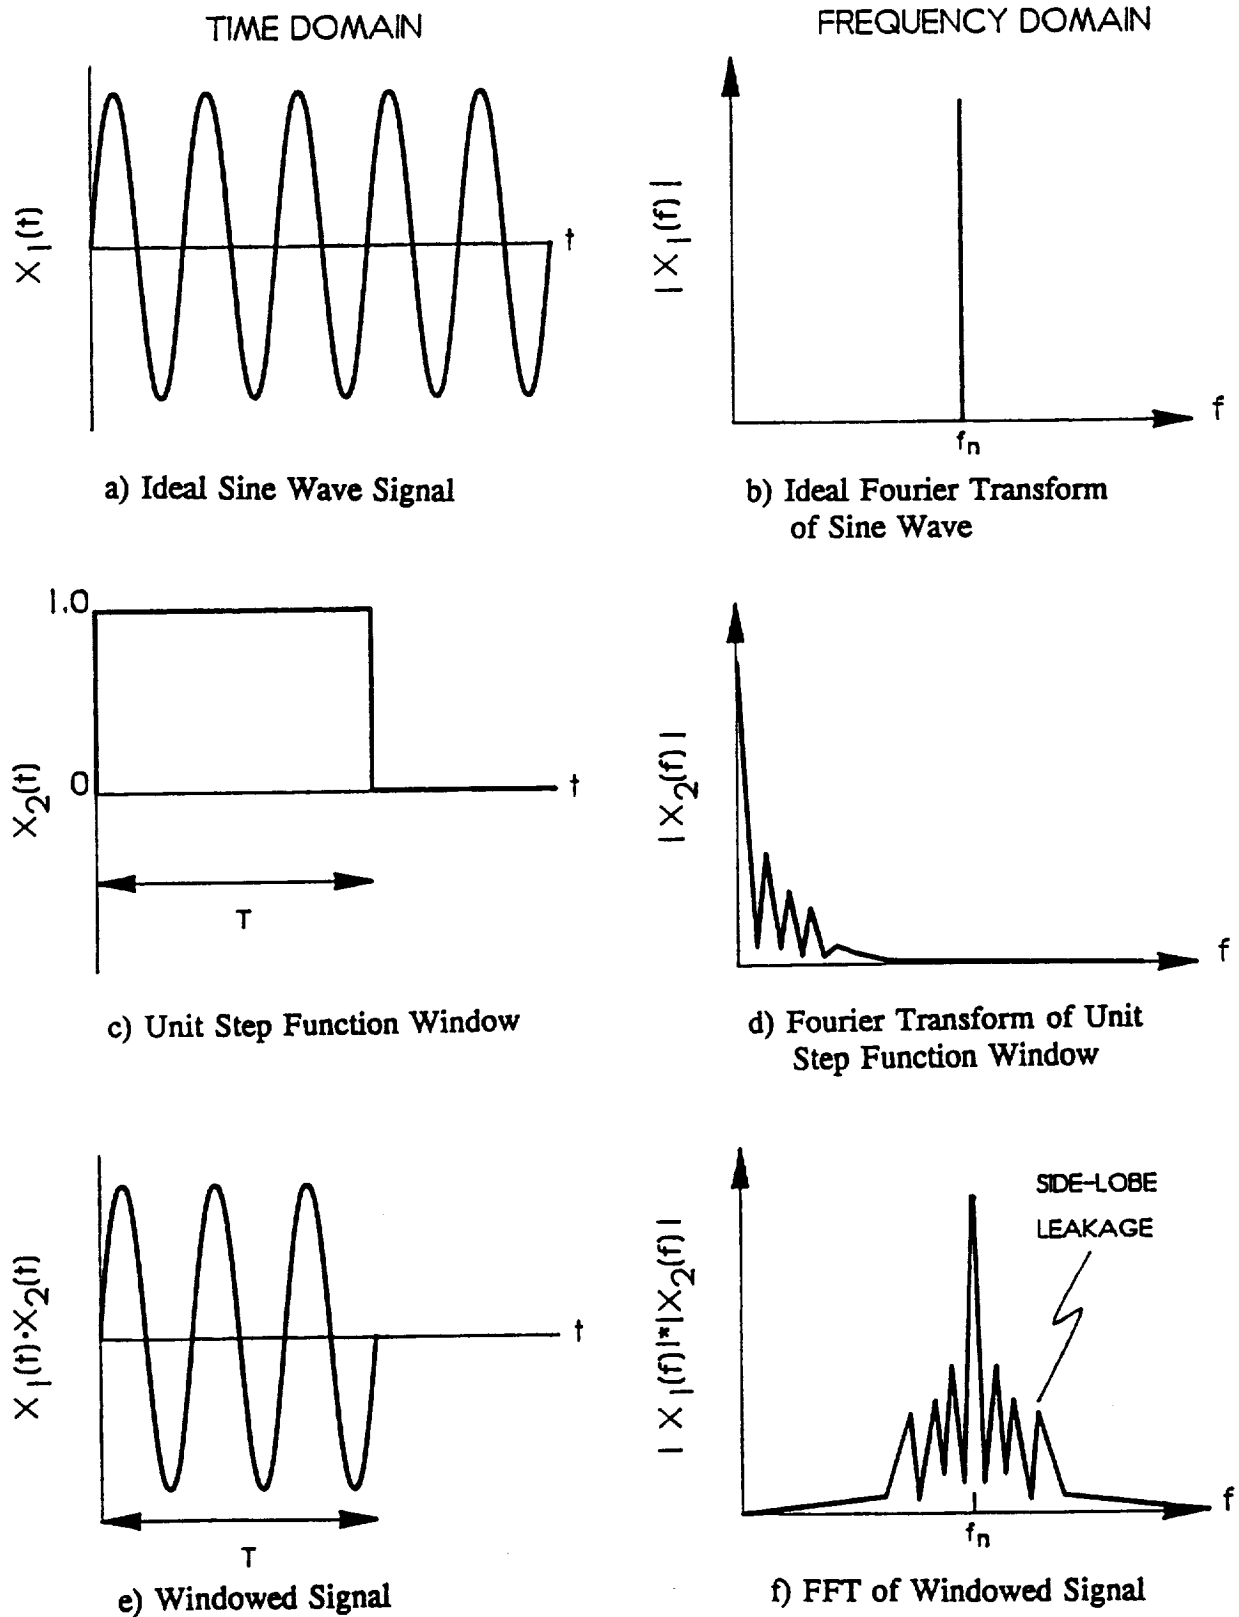 TIME DOMAIN
FREQUENCY DOMAIN
X₁(t)
t
|X₁(f)|
f
fₙ
a) Ideal Sine Wave Signal
b) Ideal Fourier Transform
of Sine Wave
1.0
0
X₂(t)
t
T
|X₂(f)|
f
c) Unit Step Function Window
d) Fourier Transform of Unit
Step Function Window
X₁(t)·X₂(t)
t
T
SIDE-LOBE
LEAKAGE
|X₁(f)|*|X₂(f)|
f
fₙ
e) Windowed Signal
f) FFT of Windowed Signal